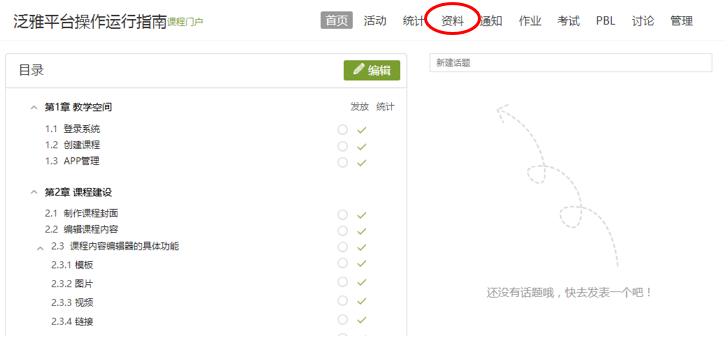 泛雅平台操作运行指南课程门户 首页 活动 统计 资料 通知 作业 考试 PBL 讨论 管理
目录 编辑
新建话题
第1章 教学空间 发放 统计
1.1 登录系统
1.2 创建课程
1.3 APP管理
第2章 课程建设
2.1 制作课程封面
2.2 编辑课程内容
2.3 课程内容编辑器的具体功能
2.3.1 模板
2.3.2 图片
2.3.3 视频
2.3.4 链接
还没有话题哦，快去发表一个吧！